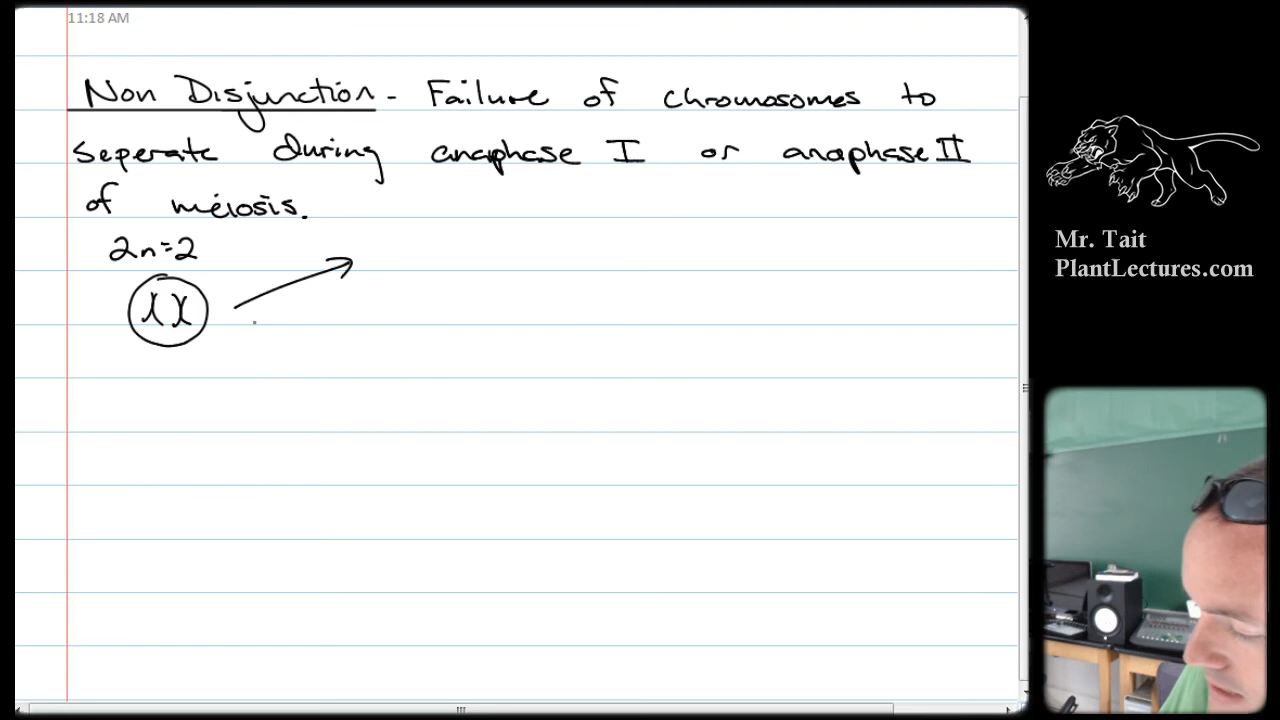 11:18 AM
Non Disjunction - Failure of chromosomes to
seperate during anaphase I or anaphase II
of meiosis.
2n=2
Mr. Tait
PlantLectures.com